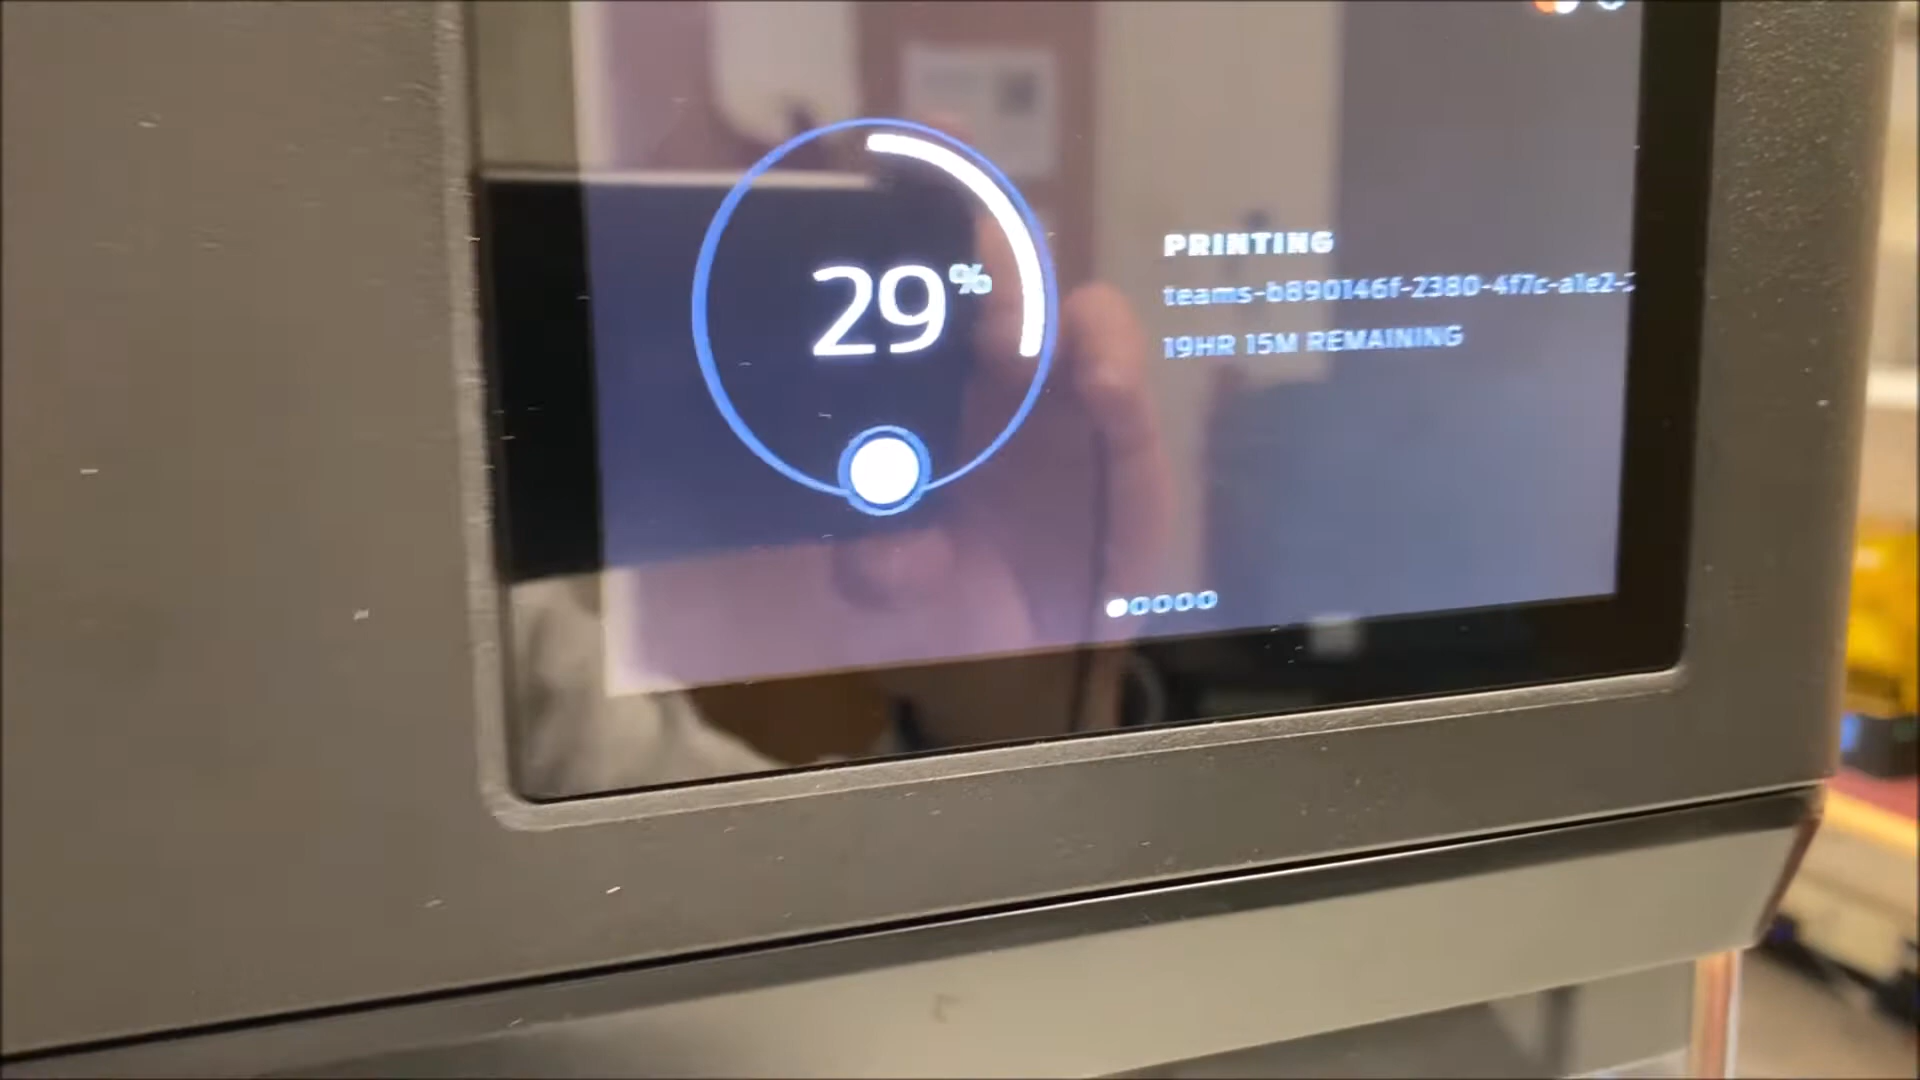 29%
PRINTING
teams-b890146f-2380-4f7c-a1e2-
19HR 15M REMAINING